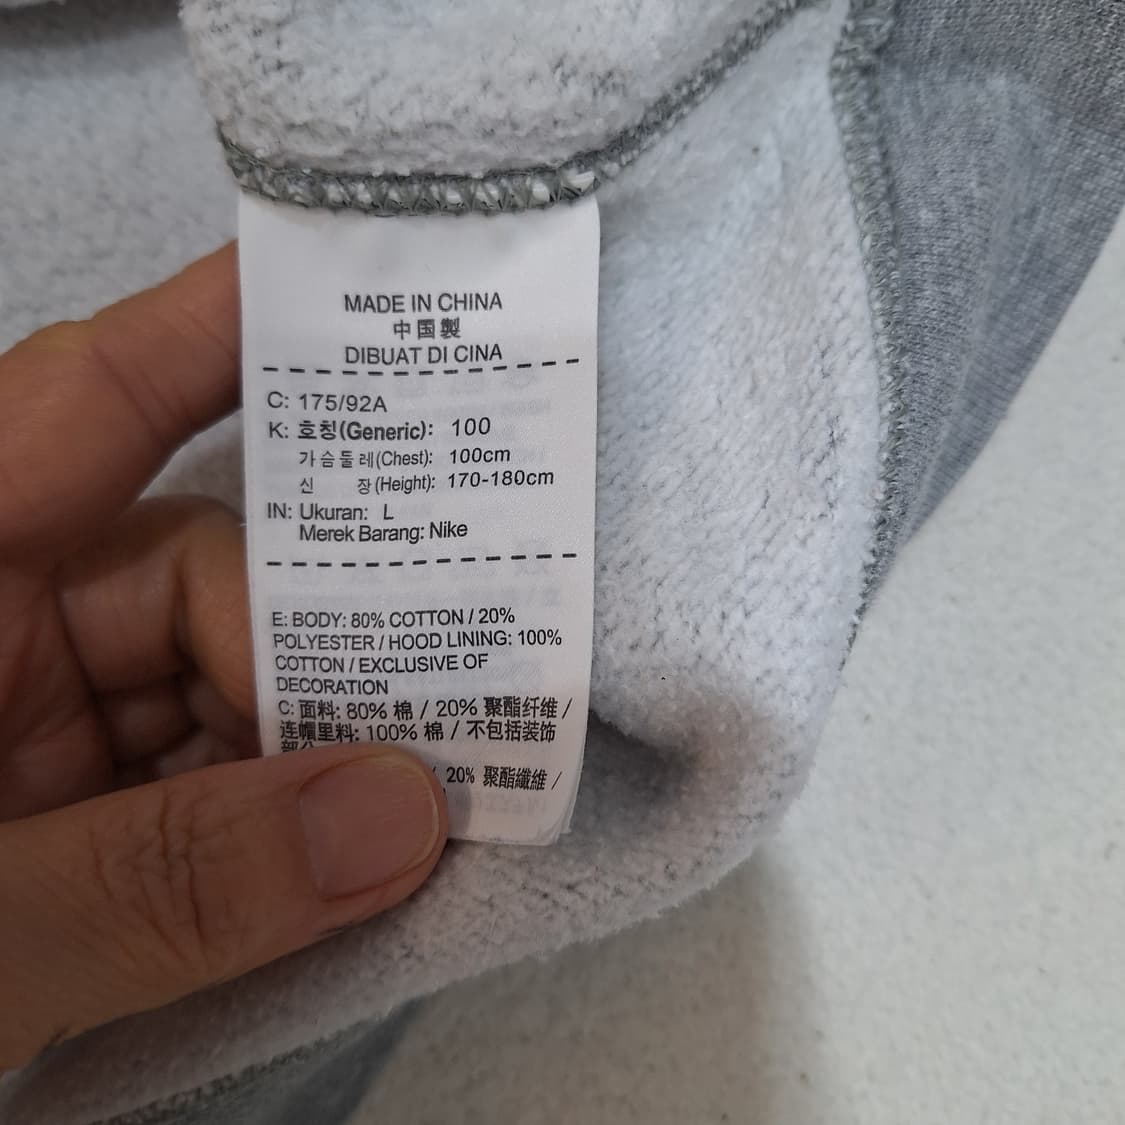 MADE IN CHINA
中国製
DIBUAT DI CINA
C: 175/92A
K: 호칭(Generic): 100
가슴둘레(Chest): 100cm
신 장(Height): 170-180cm
IN: Ukuran: L
Merek Barang: Nike
E: BODY: 80% COTTON / 20%
POLYESTER / HOOD LINING: 100%
COTTON / EXCLUSIVE OF
DECORATION
C: 面料: 80% 棉 / 20% 聚酯纤维 /
连帽里料: 100% 棉 / 不包括装饰
部分
/ 20% 聚酯纖維 /